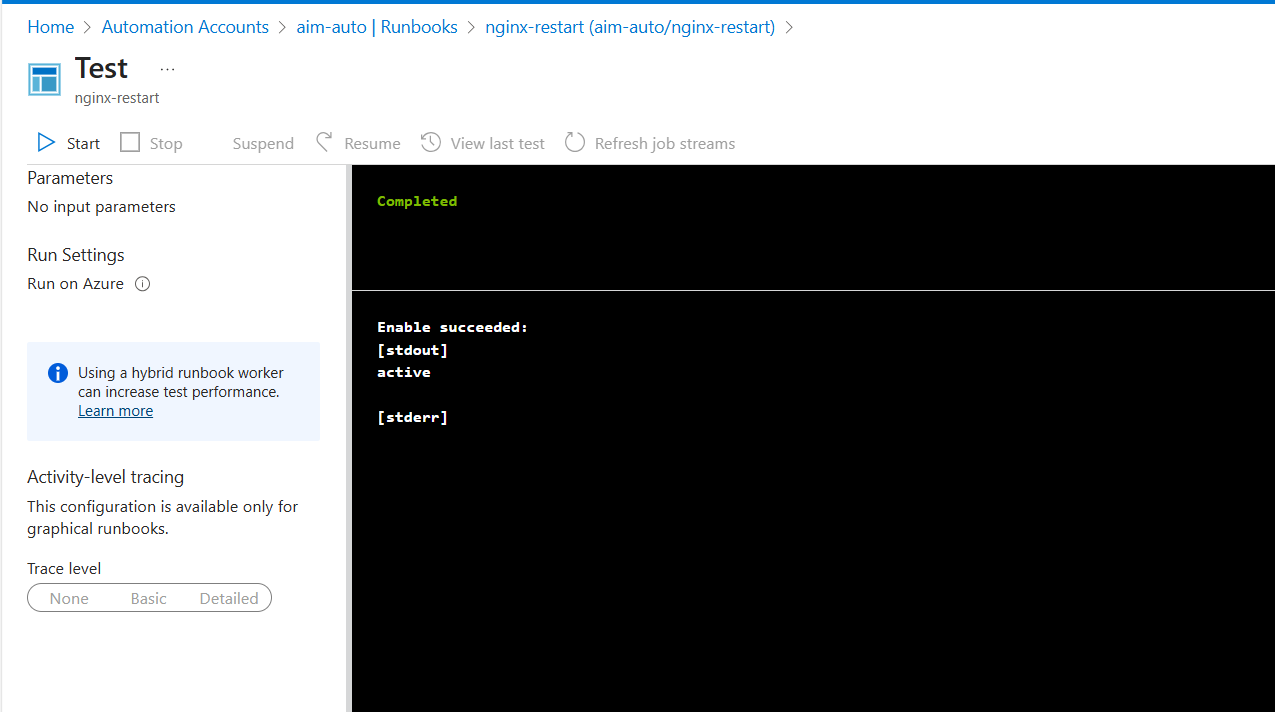 Home > Automation Accounts > aim-auto | Runbooks > nginx-restart (aim-auto/nginx-restart) >
Test ...
nginx-restart
Start Stop Suspend Resume View last test Refresh job streams
Parameters
No input parameters
Run Settings
Run on Azure
Using a hybrid runbook worker
can increase test performance.
Learn more
Activity-level tracing
This configuration is available only for
graphical runbooks.
Trace level
None Basic Detailed
Completed
Enable succeeded:
[stdout]
active
[stderr]